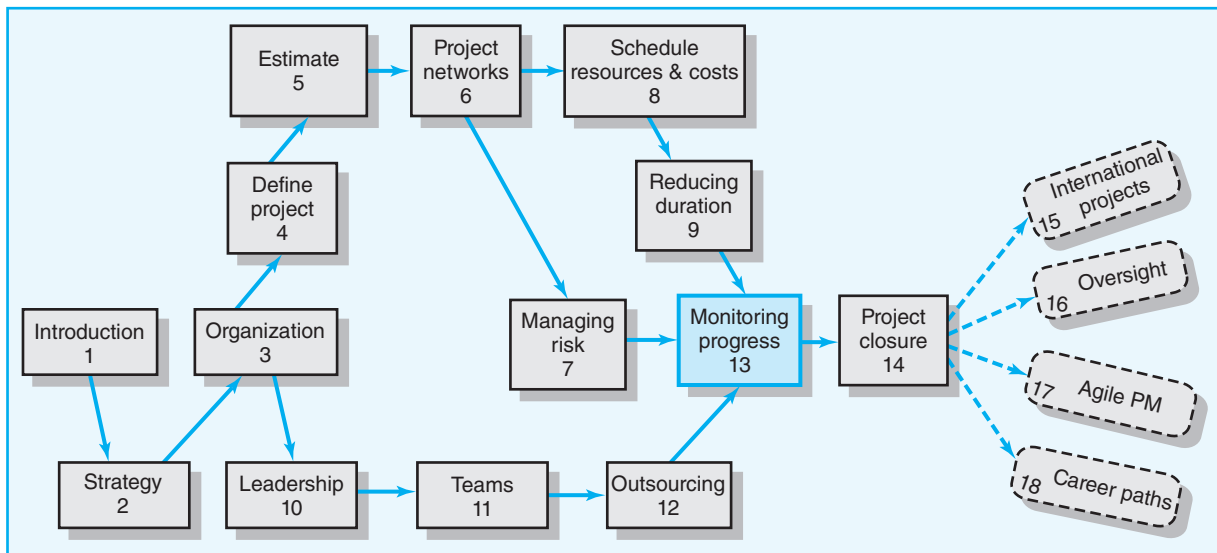 Estimate
5
Project
networks
6
Schedule
resources & costs
8
Define
project
4
Reducing
duration
9
International
projects
15
Oversight
16
Introduction
1
Organization
3
Managing
risk
7
Monitoring
progress
13
Project
closure
14
Agile PM
17
Strategy
2
Leadership
10
Teams
11
Outsourcing
12
Career paths
18